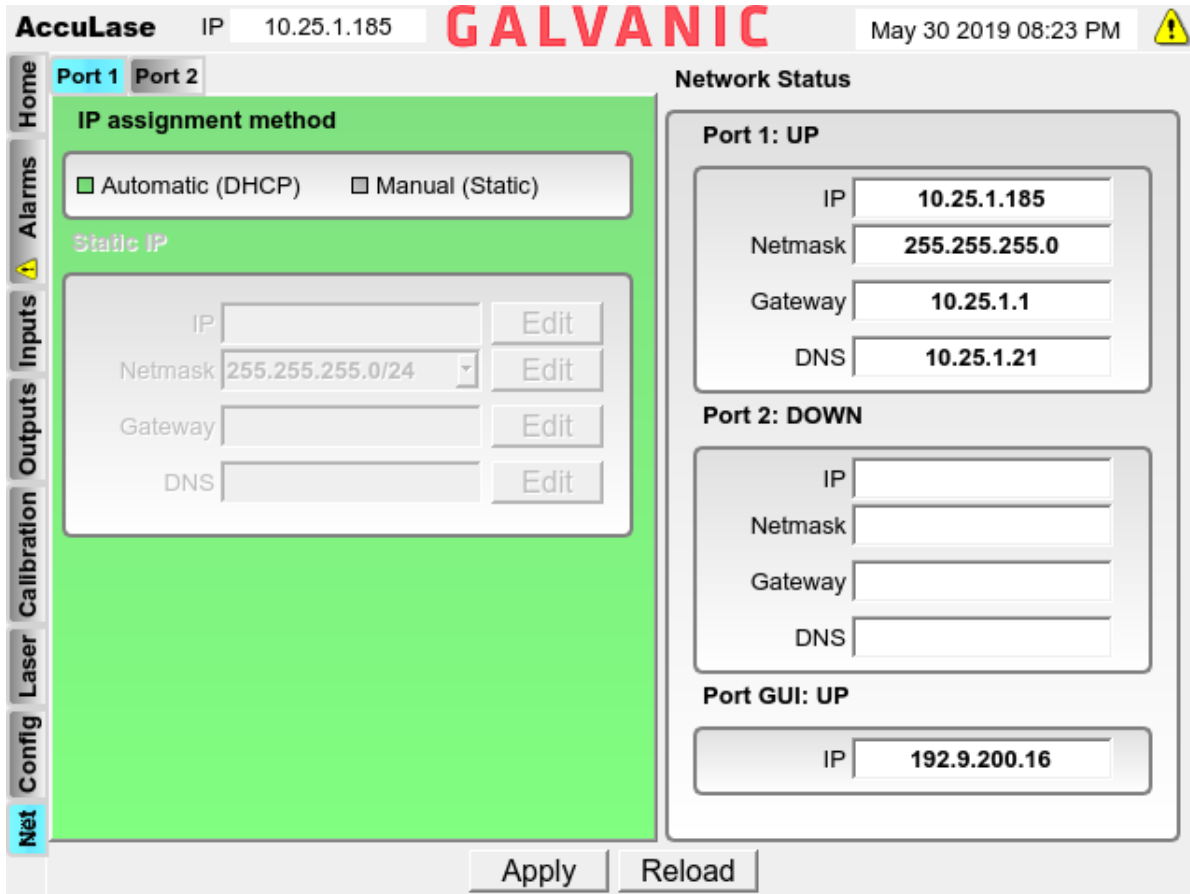 AccuLase IP 10.25.1.185 GALVANIC May 30 2019 08:23 PM
Home
Alarms
Inputs
Outputs
Calibration
Laser
Config
Net
Port 1 Port 2
IP assignment method
Automatic (DHCP) Manual (Static)
Static IP
IP Edit
Netmask 255.255.255.0/24 Edit
Gateway Edit
DNS Edit
Network Status
Port 1: UP
IP 10.25.1.185
Netmask 255.255.255.0
Gateway 10.25.1.1
DNS 10.25.1.21
Port 2: DOWN
IP
Netmask
Gateway
DNS
Port GUI: UP
IP 192.9.200.16
Apply Reload